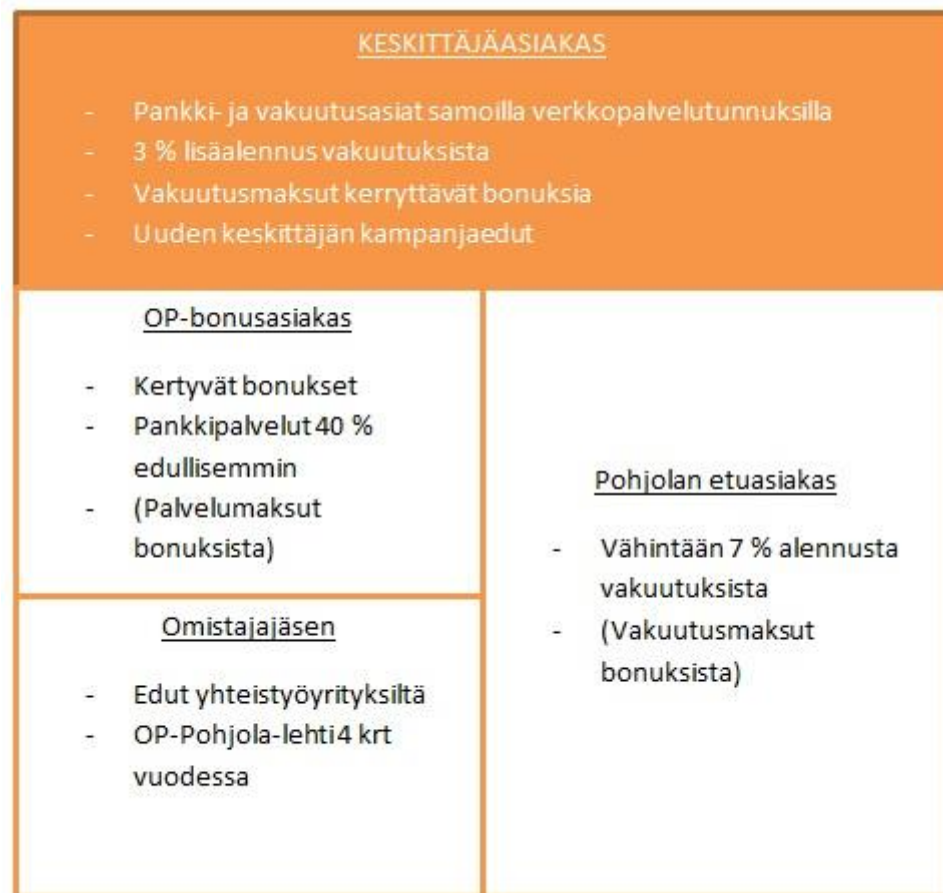 KESKITTÄJÄASIAKAS
- Pankki- ja vakuutusasiat samoilla verkkopalvelutunnuksilla
- 3 % lisäalennus vakuutuksista
- Vakuutusmaksut kerryttävät bonuksia
- Uuden keskittäjän kampanjaedut
OP-bonusasiakas
- Kertyvät bonukset
- Pankkipalvelut 40 %
edullisemmin
- (Palvelumaksut
bonuksista)
Omistajajäsen
- Edut yhteistyöyrityksiltä
- OP-Pohjola-lehti 4 krt
vuodessa
Pohjolan etuasiakas
- Vähintään 7 % alennusta
vakuutuksista
- (Vakuutusmaksut
bonuksista)